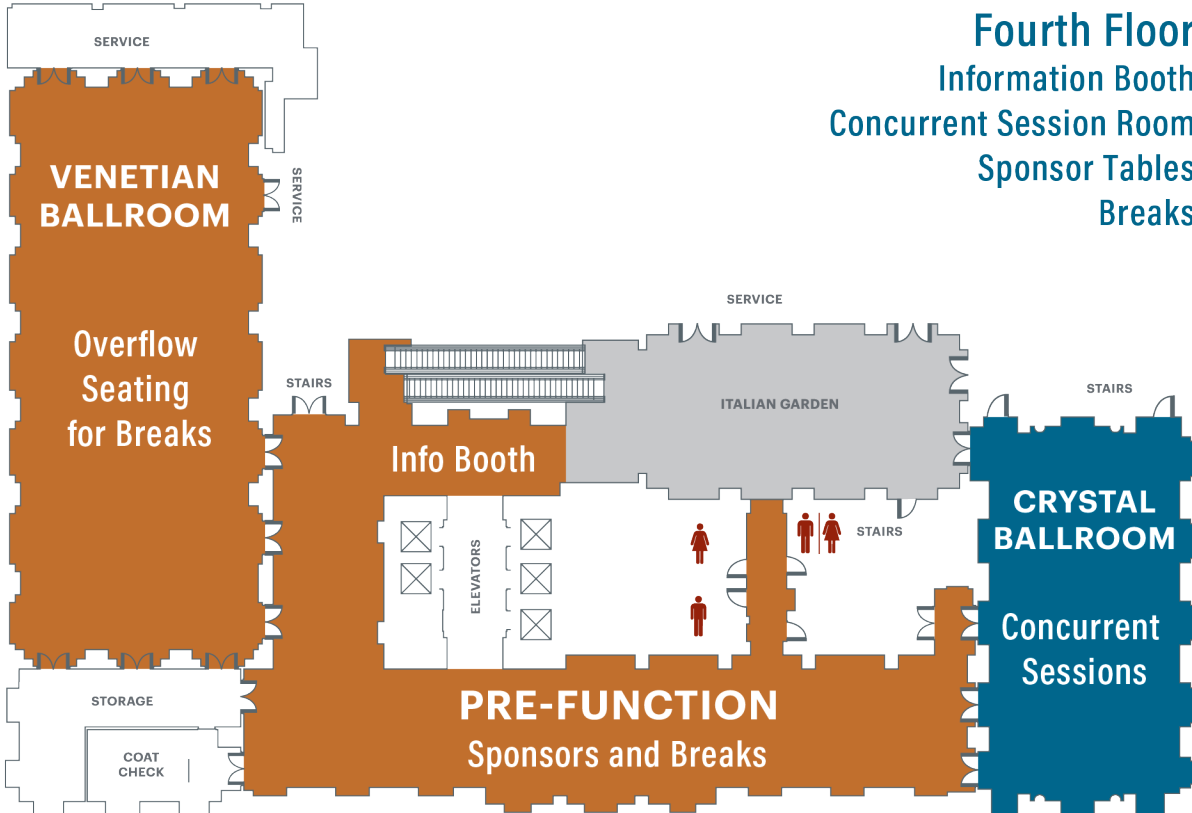 Fourth Floor
Information Booth
Concurrent Session Room
Sponsor Tables
Breaks
SERVICE
VENETIAN
BALLROOM
SERVICE
Overflow
Seating
for Breaks
SERVICE
STAIRS
ITALIAN GARDEN
STAIRS
Info Booth
CRYSTAL
BALLROOM
STAIRS
ELEVATORS
Concurrent
Sessions
STORAGE
PRE-FUNCTION
Sponsors and Breaks
COAT
CHECK